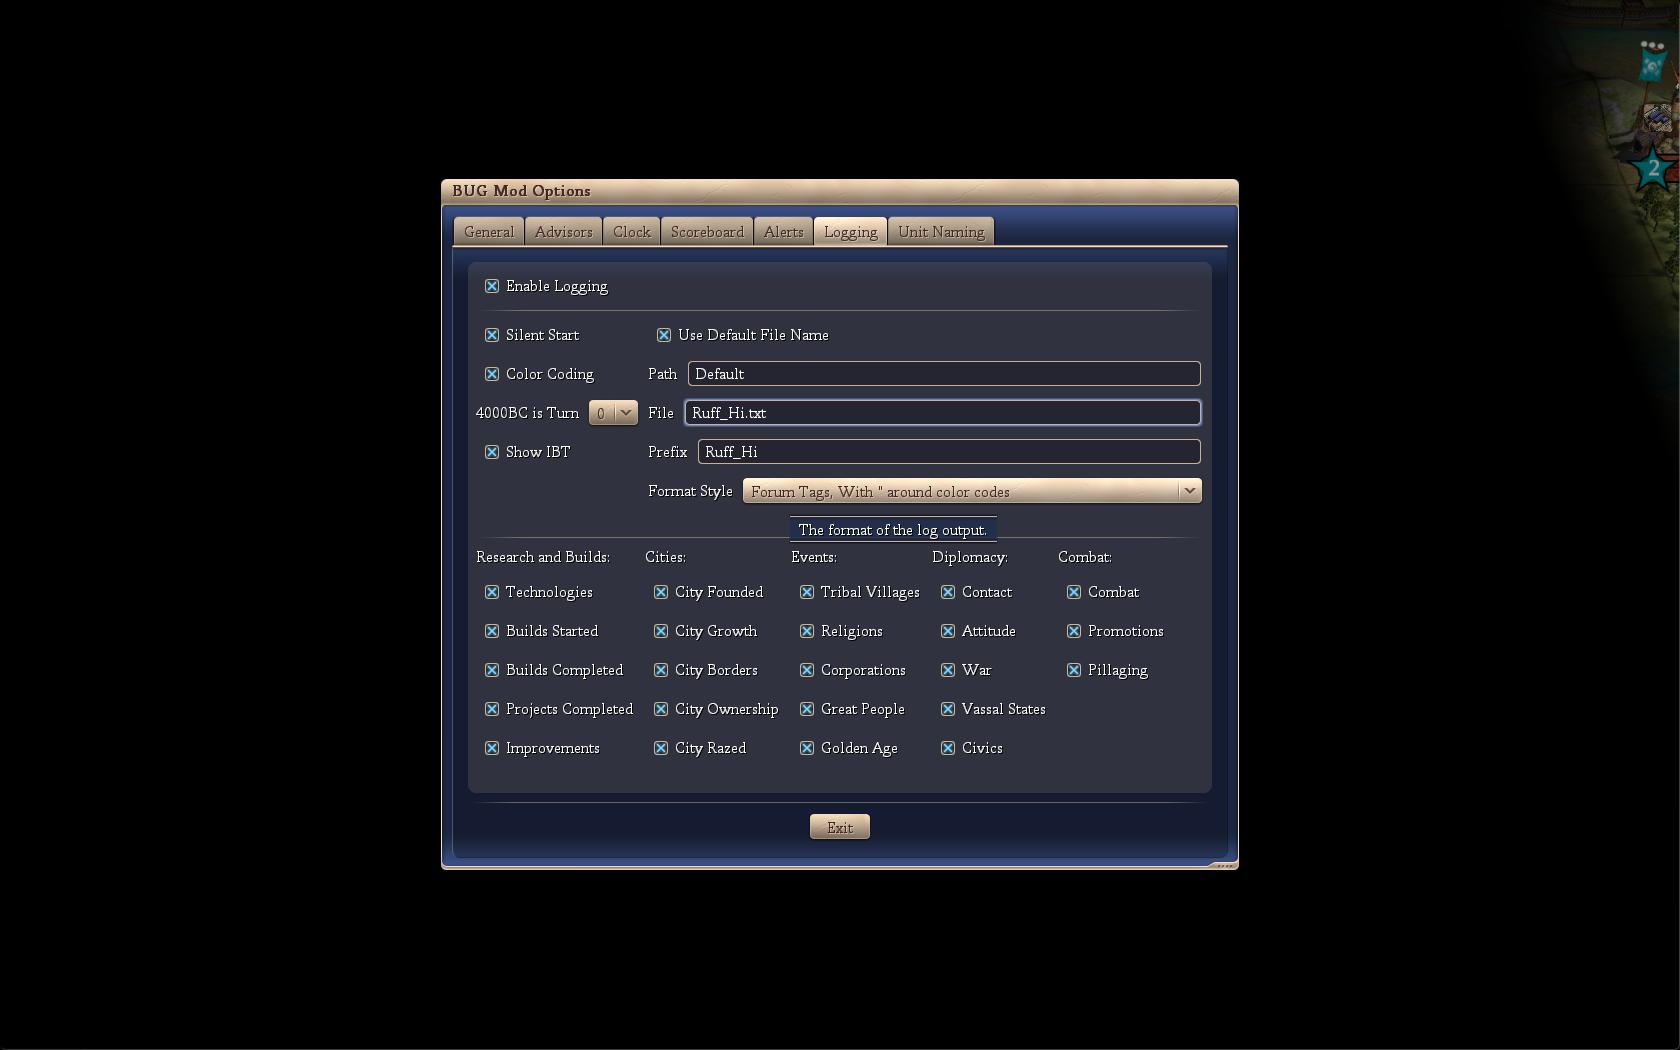 BUG Mod Options
General Advisors Clock Scoreboard Alerts Logging Unit Naming
Enable Logging
Silent Start Use Default File Name
Color Coding Path Default
4000BC is Turn 0 File Ruff_Hi.txt
Show IBT Prefix Ruff_Hi
Format Style Forum Tags, With " around color codes
The format of the log output.
Research and Builds: Cities: Events: Diplomacy: Combat:
Technologies City Founded Tribal Villages Contact Combat
Builds Started City Growth Religions Attitude Promotions
Builds Completed City Borders Corporations War Pillaging
Projects Completed City Ownership Great People Vassal States
Improvements City Razed Golden Age Civics
Exit
2